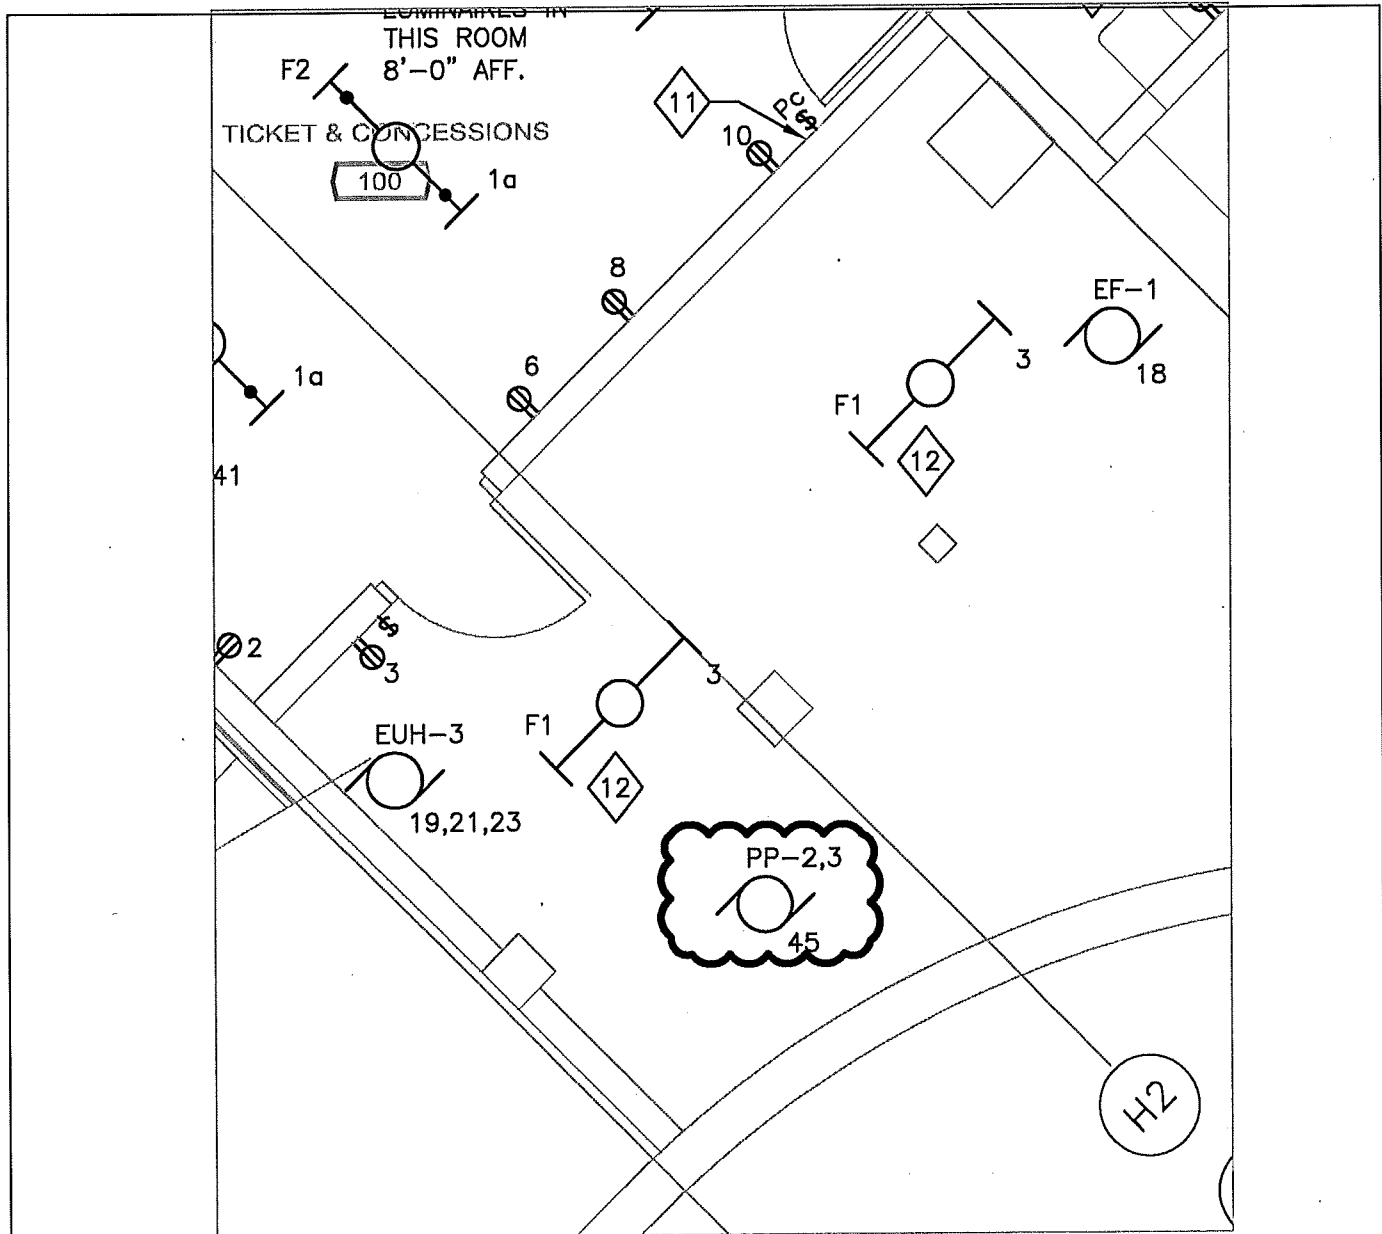 LUMINAIRES IN
THIS ROOM
8'-0" AFF.
F2
TICKET & CONCESSIONS
100
1a
11
Pc
$
10
8
6
1a
41
EF-1
18
3
F1
12
2
$
3
3
F1
12
EUH-3
19,21,23
PP-2,3
45
H2